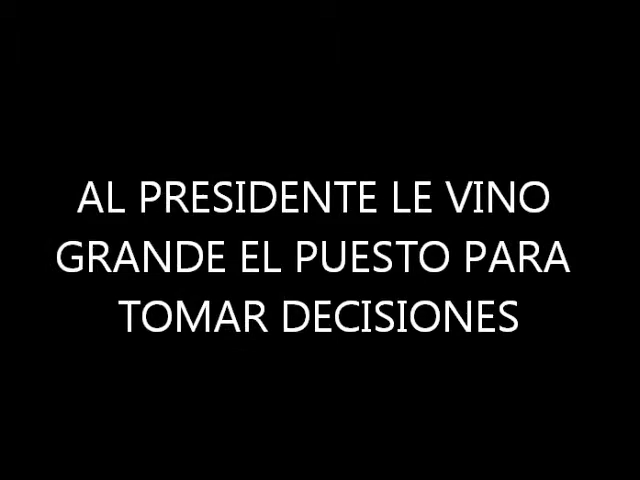 AL PRESIDENTE LE VINO
GRANDE EL PUESTO PARA
TOMAR DECISIONES